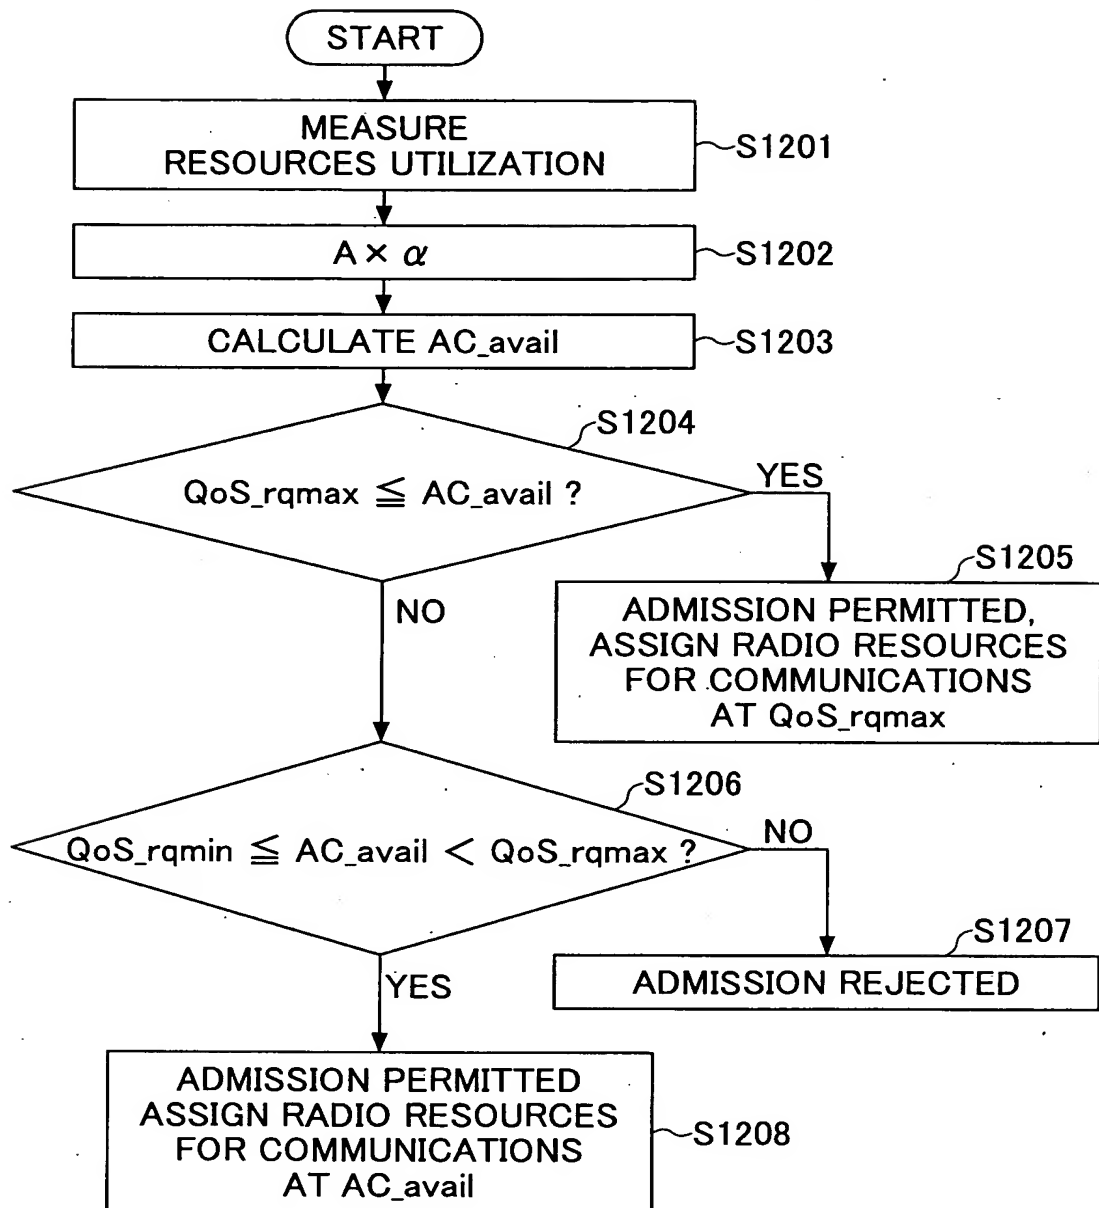 START
MEASURE
RESOURCES UTILIZATION
S1201
A × α
S1202
CALCULATE AC_avail
S1203
S1204
QoS_rqmax ≦ AC_avail ?
YES
NO
S1205
ADMISSION PERMITTED,
ASSIGN RADIO RESOURCES
FOR COMMUNICATIONS
AT QoS_rqmax
S1206
QoS_rqmin ≦ AC_avail < QoS_rqmax ?
NO
YES
S1207
ADMISSION REJECTED
ADMISSION PERMITTED
ASSIGN RADIO RESOURCES
FOR COMMUNICATIONS
AT AC_avail
S1208